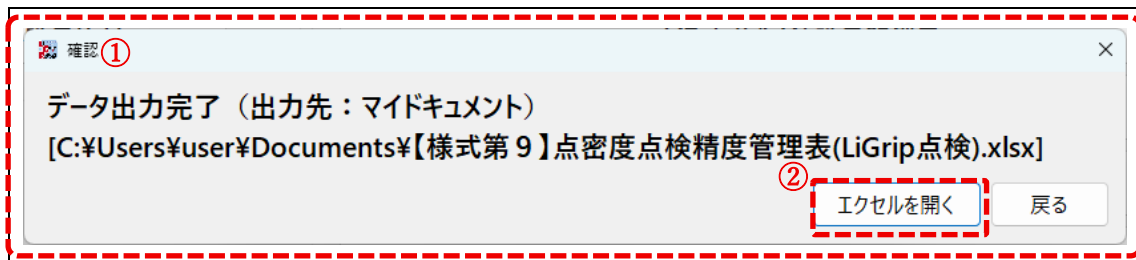 確認①
データ出力完了（出力先：マイドキュメント）
[C:¥Users¥user¥Documents¥【様式第９】点密度点検精度管理表(LiGrip点検).xlsx]
②
エクセルを開く
戻る